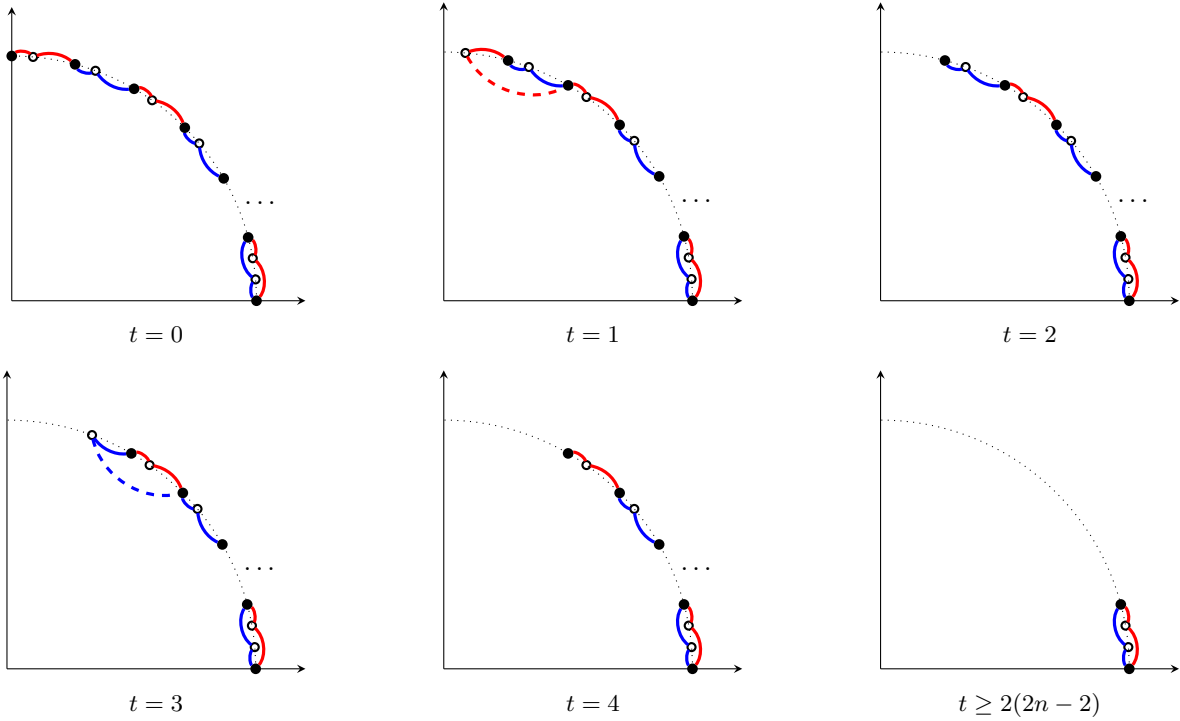 . . .
t = 0
. . .
t = 1
. . .
t = 2
. . .
t = 3
. . .
t = 4
t ≥ 2(2n − 2)